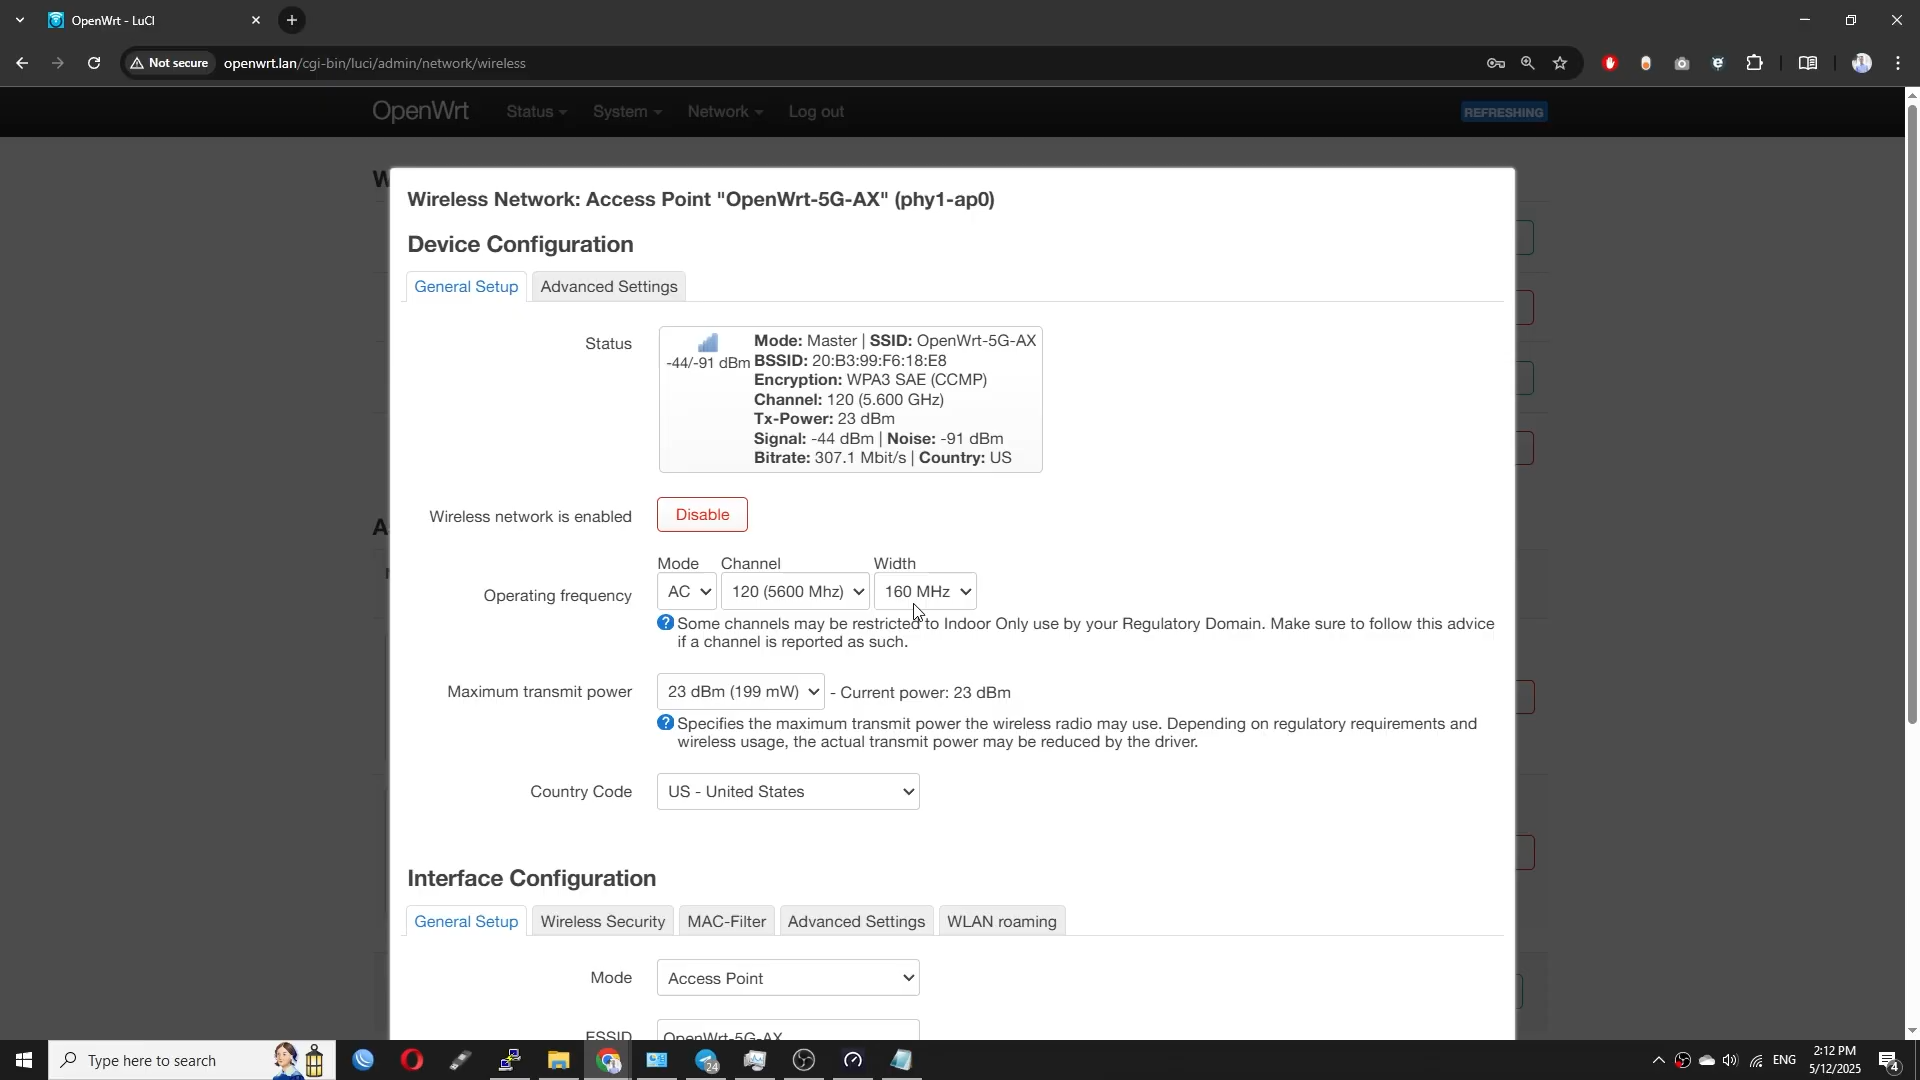 OpenWrt - LuCI
Not secure
openwrt.lan/cgi-bin/luci/admin/network/wireless
OpenWrt
Status
System
Network
Log out
REFRESHING
Wireless Network: Access Point "OpenWrt-5G-AX" (phy1-ap0)
Device Configuration
General Setup
Advanced Settings
Status
-44/-91 dBm
Mode: Master | SSID: OpenWrt-5G-AX
BSSID: 20:B3:99:F6:18:E8
Encryption: WPA3 SAE (CCMP)
Channel: 120 (5.600 GHz)
Tx-Power: 23 dBm
Signal: -44 dBm | Noise: -91 dBm
Bitrate: 307.1 Mbit/s | Country: US
Wireless network is enabled
Disable
Mode Channel Width
Operating frequency
AC
120 (5600 Mhz)
160 MHz
Some channels may be restricted to Indoor Only use by your Regulatory Domain. Make sure to follow this advice
if a channel is reported as such.
Maximum transmit power
23 dBm (199 mW)
- Current power: 23 dBm
Specifies the maximum transmit power the wireless radio may use. Depending on regulatory requirements and
wireless usage, the actual transmit power may be reduced by the driver.
Country Code
US - United States
Interface Configuration
General Setup
Wireless Security
MAC-Filter
Advanced Settings
WLAN roaming
Mode
Access Point
ESSID
OpenWrt-5G-AX
Type here to search
24
ENG
2:12 PM
5/12/2025
4